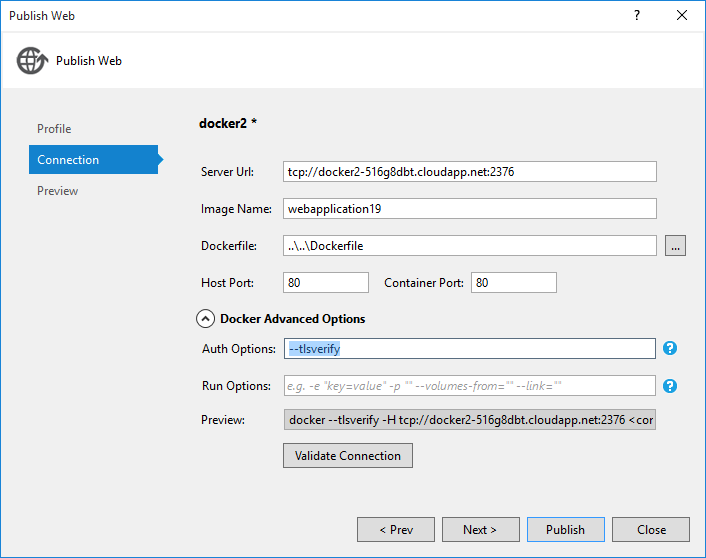 Publish Web
?
Publish Web
Profile
Connection
Preview
docker2 *
Server Url: tcp://docker2-516g8dbt.cloudapp.net:2376
Image Name: webapplication19
Dockerfile: ..\..\Dockerfile ...
Host Port: 80 Container Port: 80
Docker Advanced Options
Auth Options: --tlsverify ?
Run Options: e.g. -e "key=value" -p "" --volumes-from="" --link="" ?
Preview: docker --tlsverify -H tcp://docker2-516g8dbt.cloudapp.net:2376 <cor
Validate Connection
< Prev Next > Publish Close